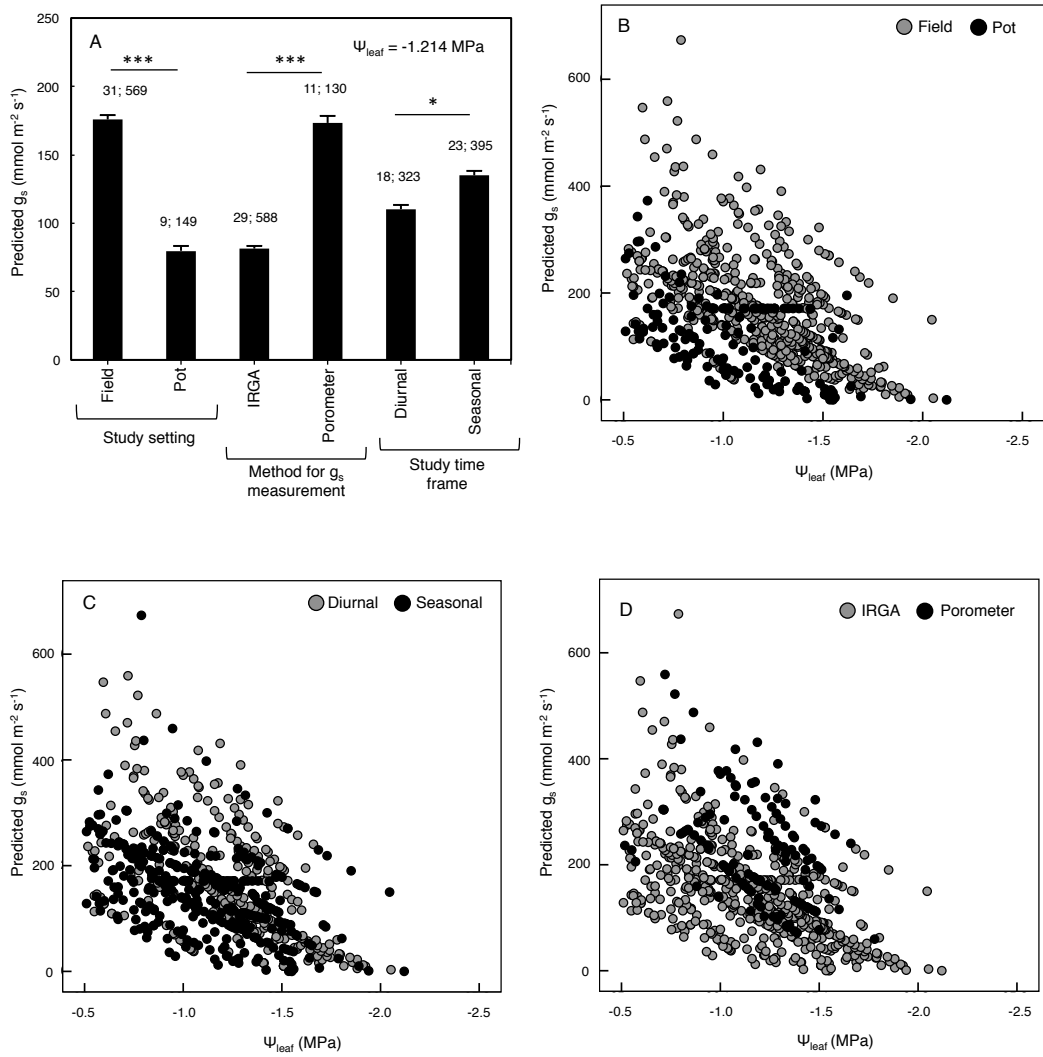 A
Ψleaf = -1.214 MPa
***
***
*
31; 569
9; 149
29; 588
11; 130
18; 323
23; 395
Predicted gs (mmol m-2 s-1)
250
200
150
100
50
0
Field
Pot
IRGA
Porometer
Diurnal
Seasonal
Study setting
Method for gs
measurement
Study time
frame
B
Field Pot
Predicted gs (mmol m-2 s-1)
600
400
200
0
-0.5 -1.0 -1.5 -2.0 -2.5
Ψleaf (MPa)
C
Diurnal Seasonal
Predicted gs (mmol m-2 s-1)
600
400
200
0
-0.5 -1.0 -1.5 -2.0 -2.5
Ψleaf (MPa)
D
IRGA Porometer
Predicted gs (mmol m-2 s-1)
600
400
200
0
-0.5 -1.0 -1.5 -2.0 -2.5
Ψleaf (MPa)